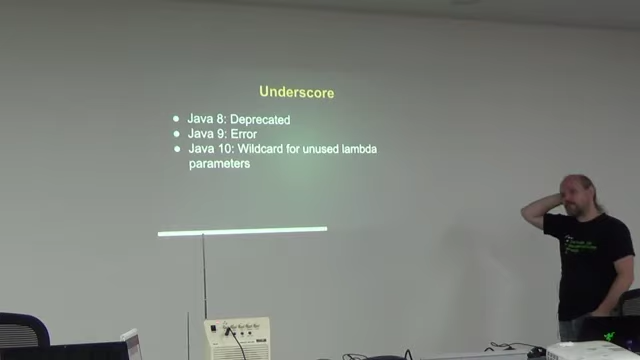 Underscore
● Java 8: Deprecated
● Java 9: Error
● Java 10: Wildcard for unused lambda
parameters